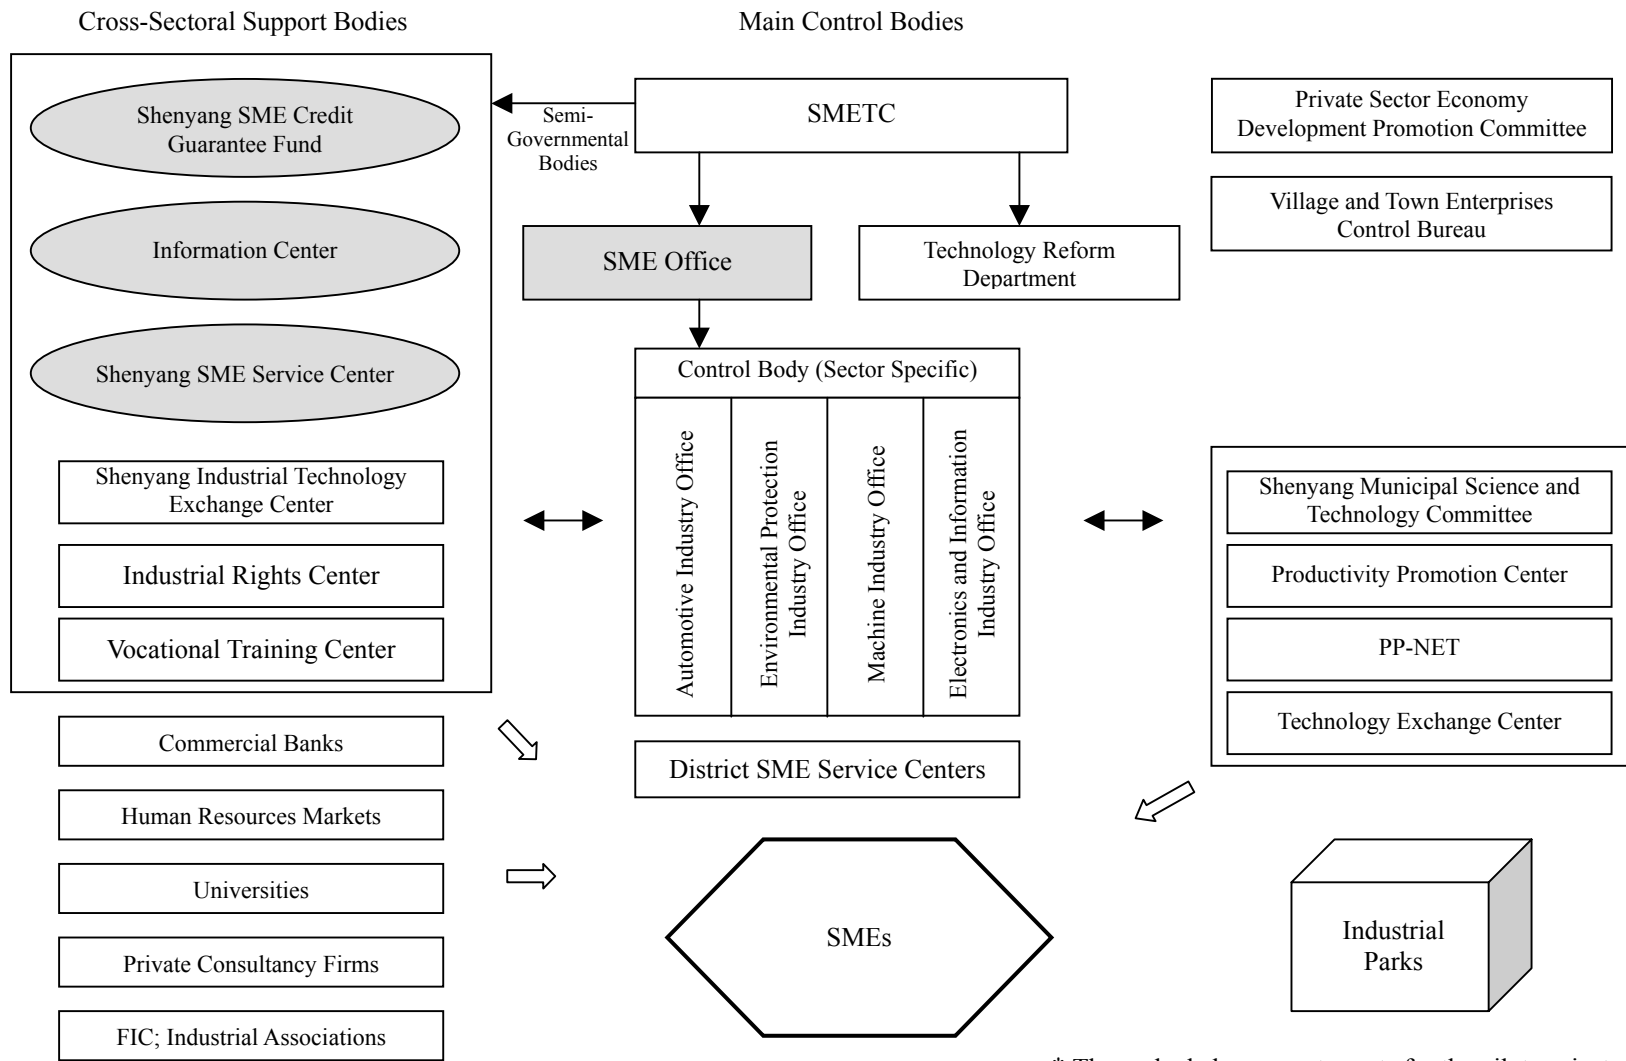 Cross-Sectoral Support Bodies
Main Control Bodies
Shenyang SME Credit
Guarantee Fund
Information Center
Shenyang SME Service Center
Shenyang Industrial Technology
Exchange Center
Industrial Rights Center
Vocational Training Center
Commercial Banks
Human Resources Markets
Universities
Private Consultancy Firms
FIC; Industrial Associations
Semi-
Governmental
Bodies
SMETC
SME Office
Technology Reform
Department
Control Body (Sector Specific)
Automotive Industry Office
Environmental Protection
Industry Office
Machine Industry Office
Electronics and Information
Industry Office
District SME Service Centers
SMEs
Private Sector Economy
Development Promotion Committee
Village and Town Enterprises
Control Bureau
Shenyang Municipal Science and
Technology Committee
Productivity Promotion Center
PP-NET
Technology Exchange Center
Industrial
Parks